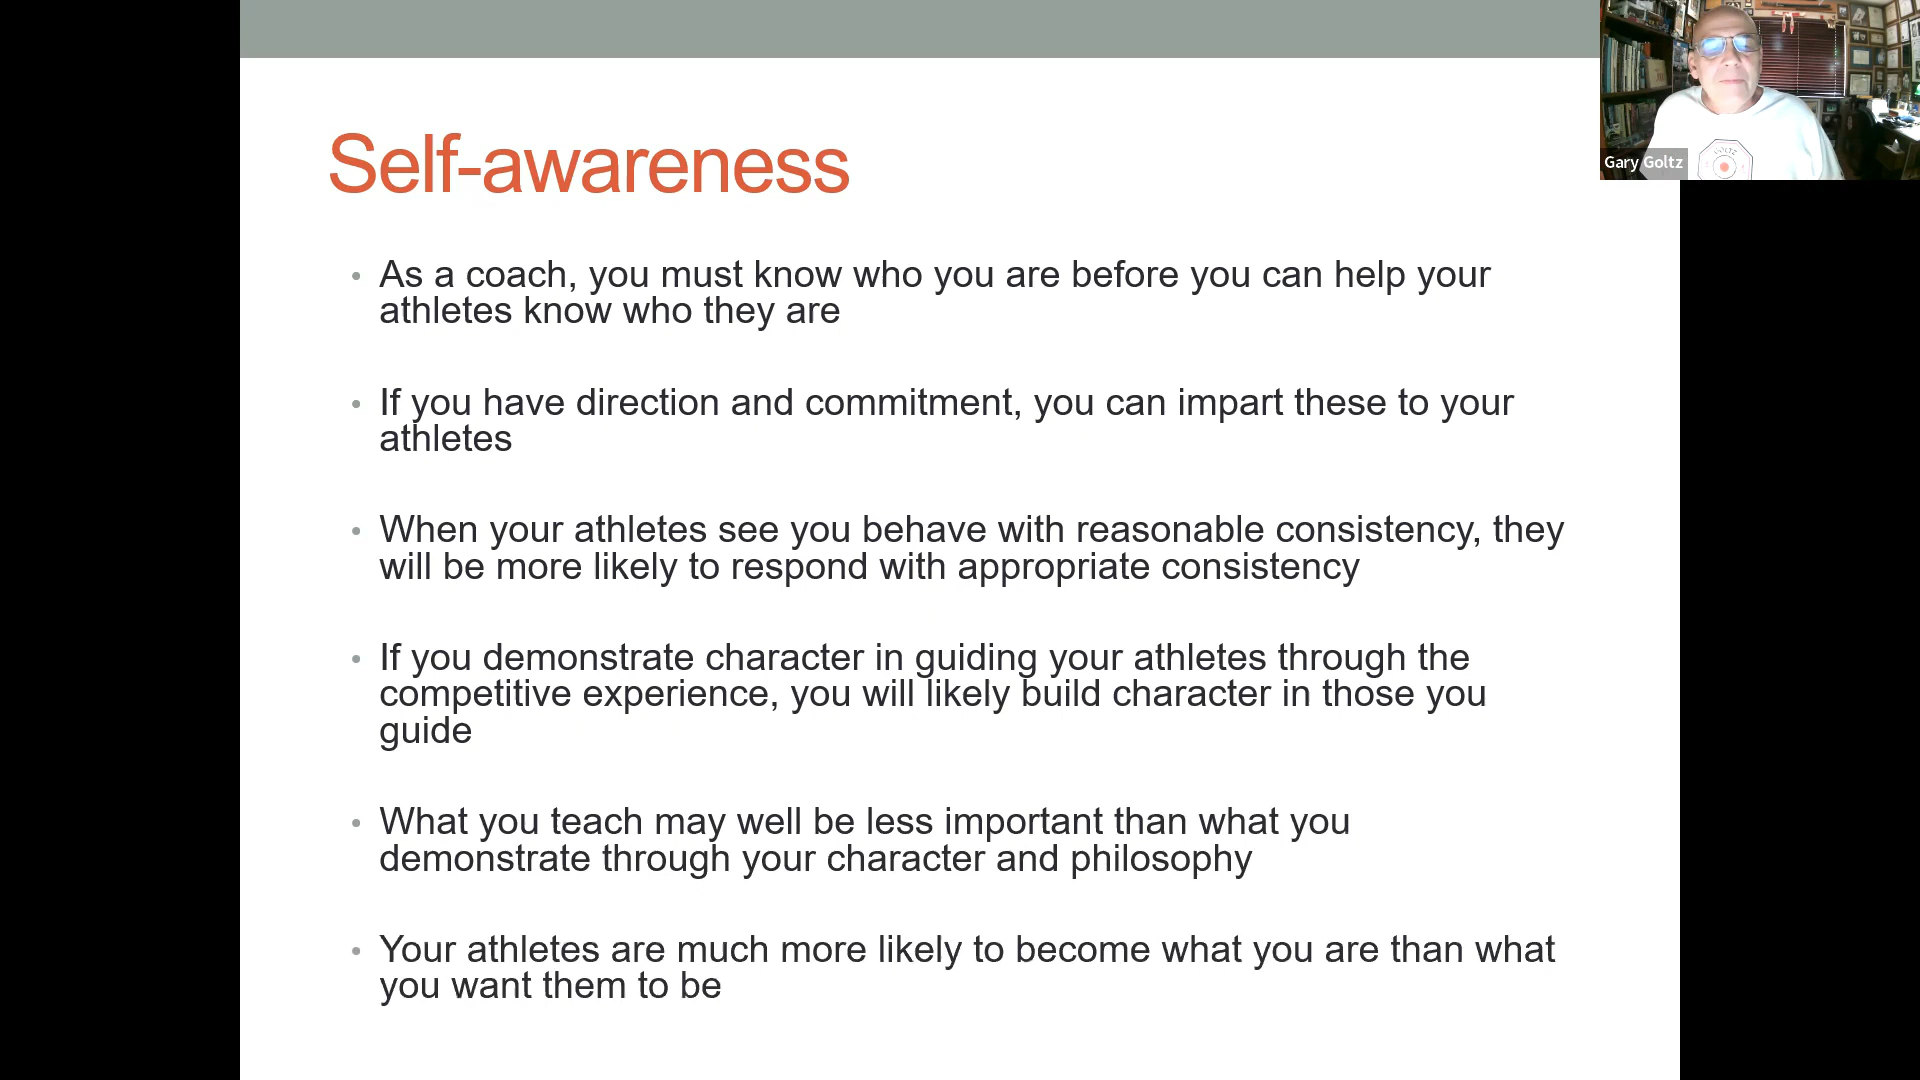 Self-awareness
• As a coach, you must know who you are before you can help your
athletes know who they are
• If you have direction and commitment, you can impart these to your
athletes
• When your athletes see you behave with reasonable consistency, they
will be more likely to respond with appropriate consistency
• If you demonstrate character in guiding your athletes through the
competitive experience, you will likely build character in those you
guide
• What you teach may well be less important than what you
demonstrate through your character and philosophy
• Your athletes are much more likely to become what you are than what
you want them to be
Gary Goltz
GOLTZ